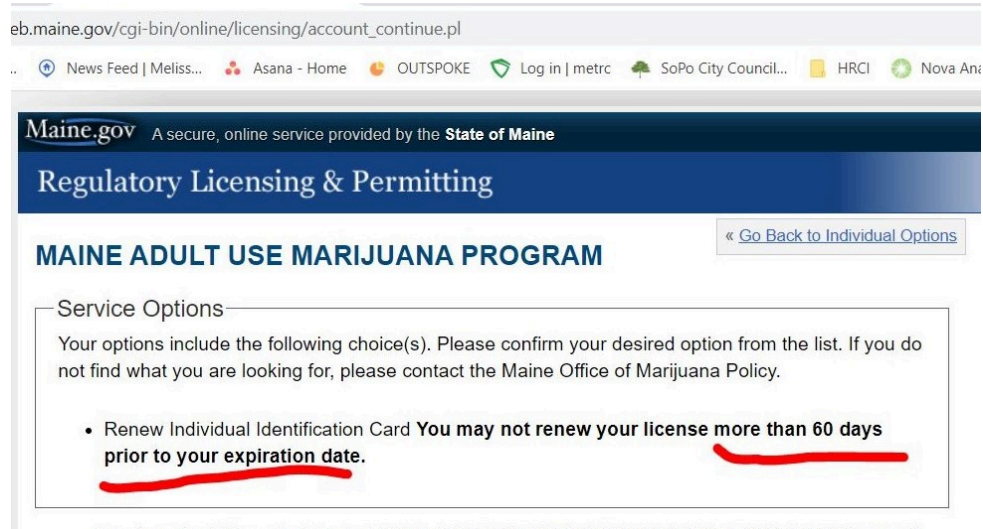 eb.maine.gov/cgi-bin/online/licensing/account_continue.pl
News Feed | Meliss... Asana - Home OUTSPOKE Log in | metrc SoPo City Council... HRCI Nova Ana
Maine.gov A secure, online service provided by the State of Maine
Regulatory Licensing & Permitting
« Go Back to Individual Options
MAINE ADULT USE MARIJUANA PROGRAM
Service Options
Your options include the following choice(s). Please confirm your desired option from the list. If you do
not find what you are looking for, please contact the Maine Office of Marijuana Policy.
• Renew Individual Identification Card You may not renew your license more than 60 days
prior to your expiration date.